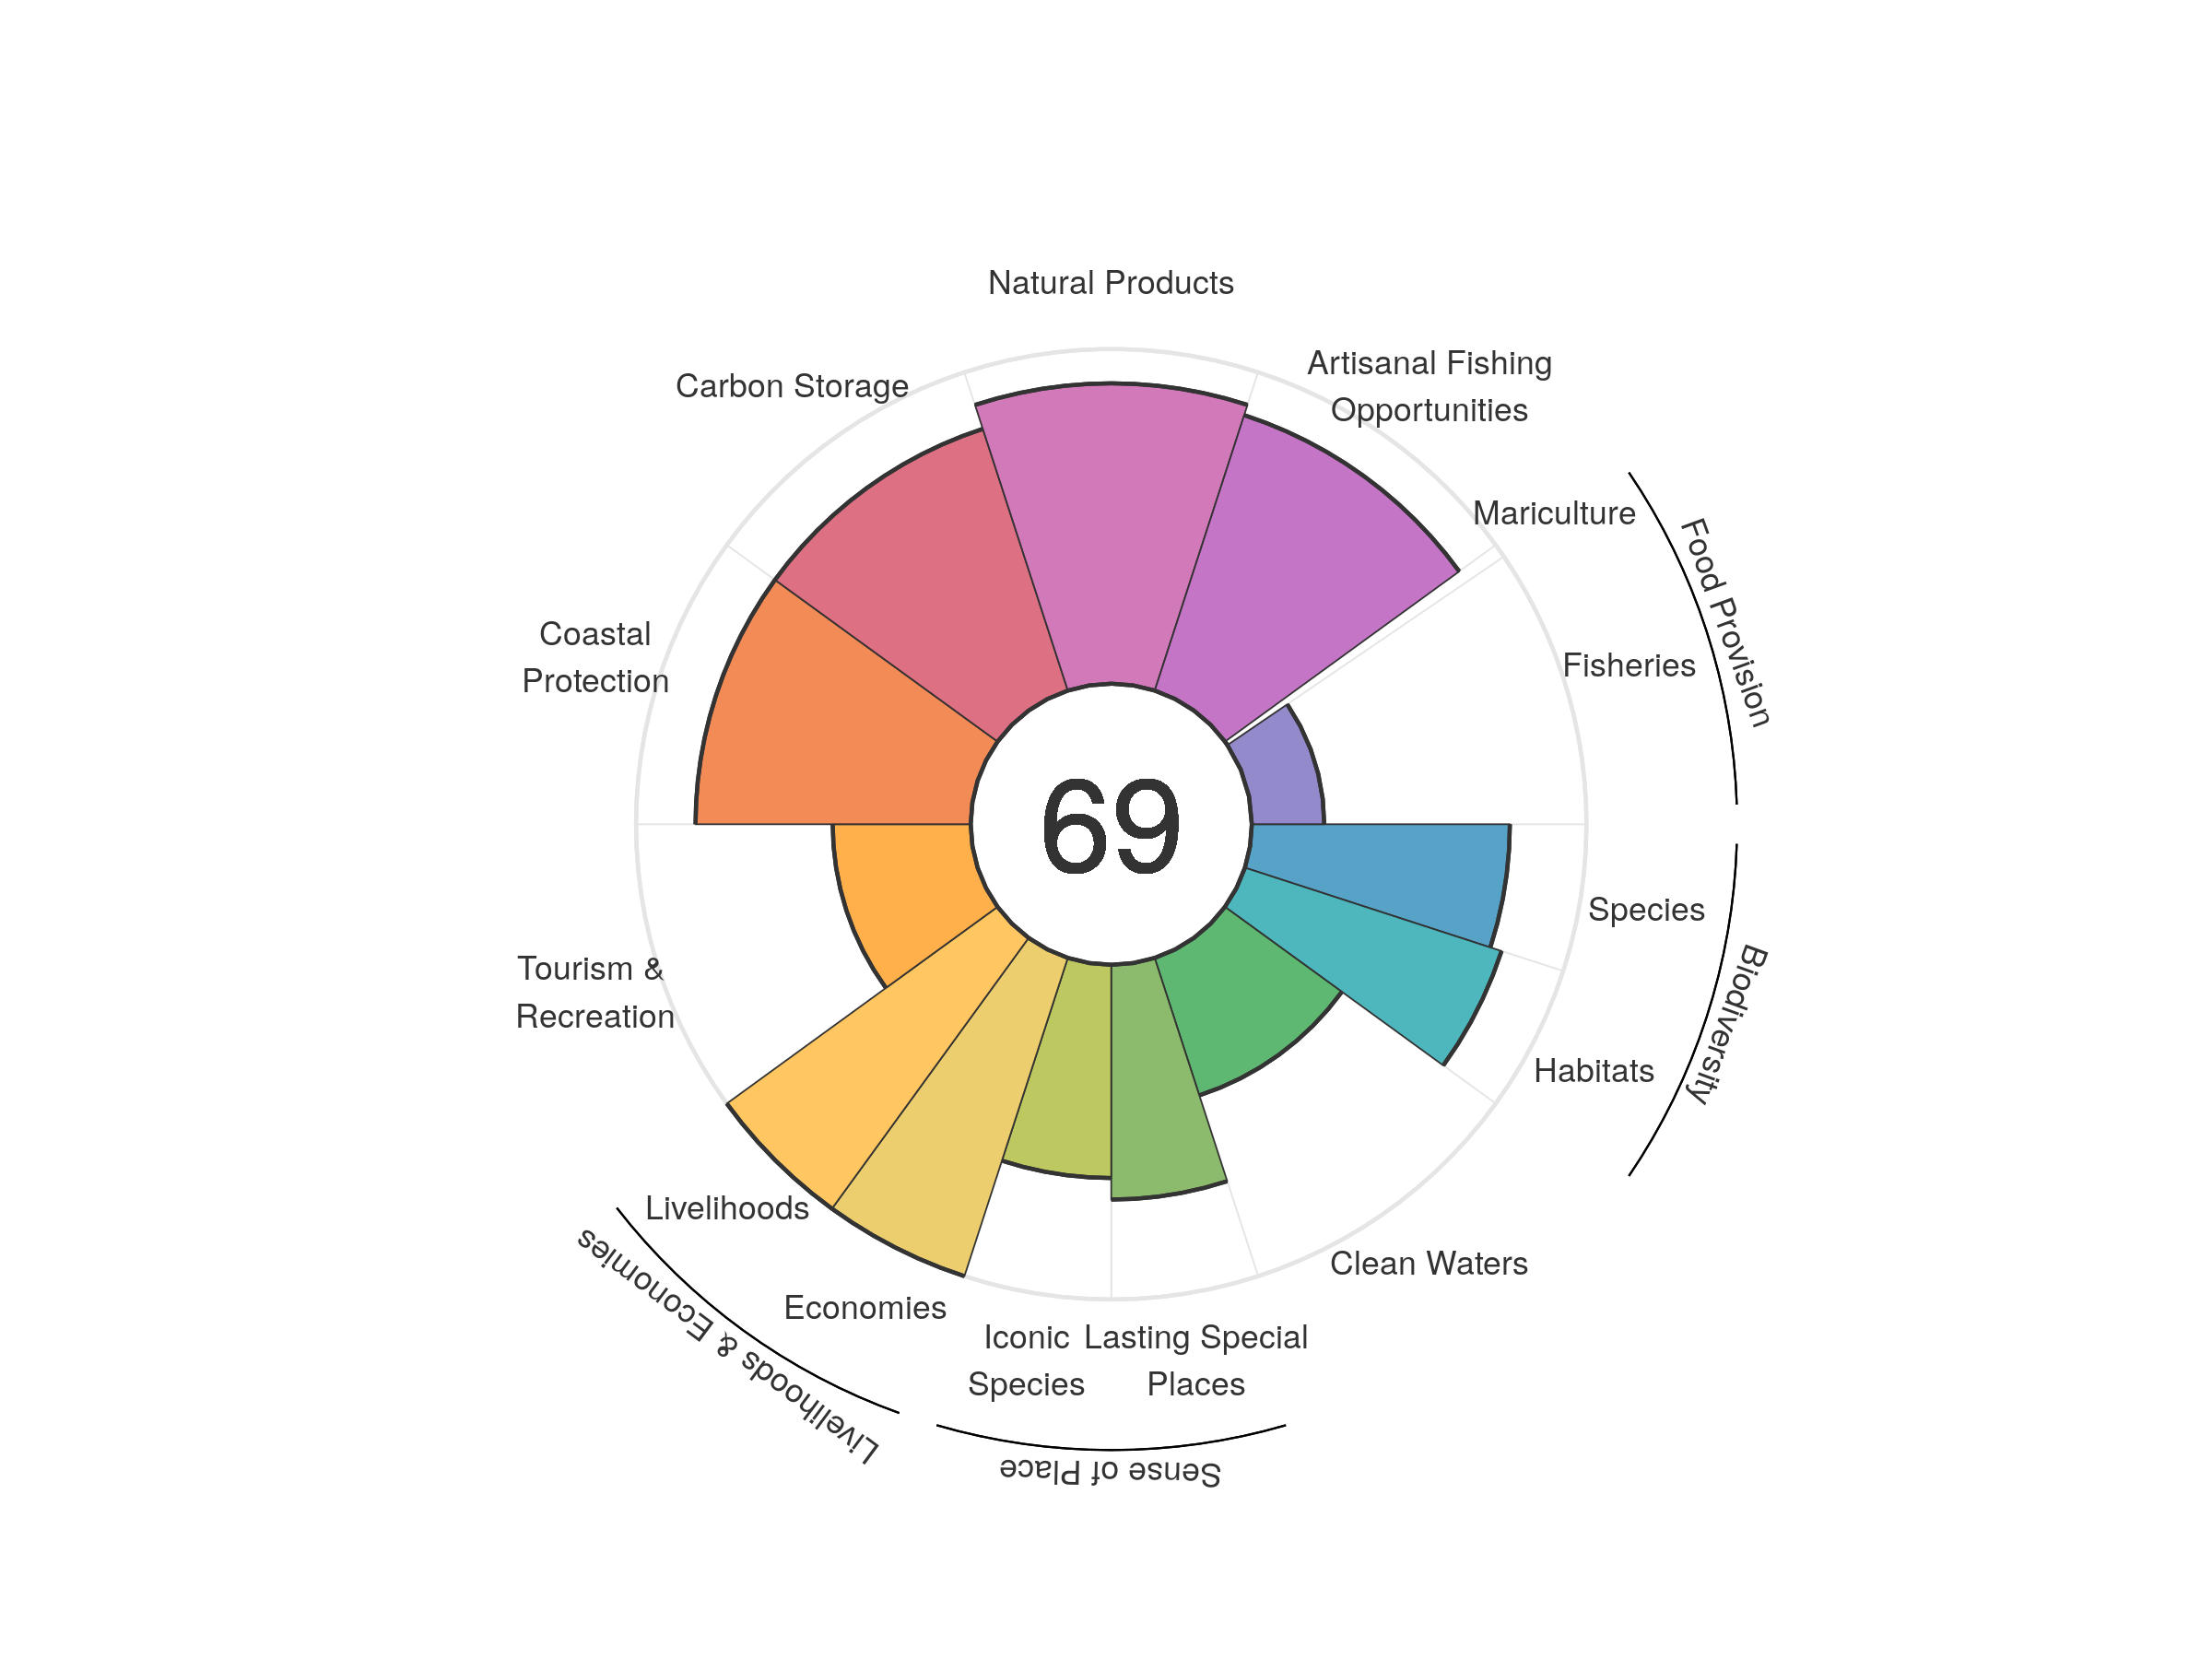 Natural Products
Artisanal Fishing
Opportunities
Carbon Storage
Mariculture
Food Provision
Fisheries
Coastal
Protection
69
Species
Biodiversity
Tourism &
Recreation
Habitats
Livelihoods
Clean Waters
Economies
Livelihoods & Economies
Iconic
Species
Lasting Special
Places
Sense of Place